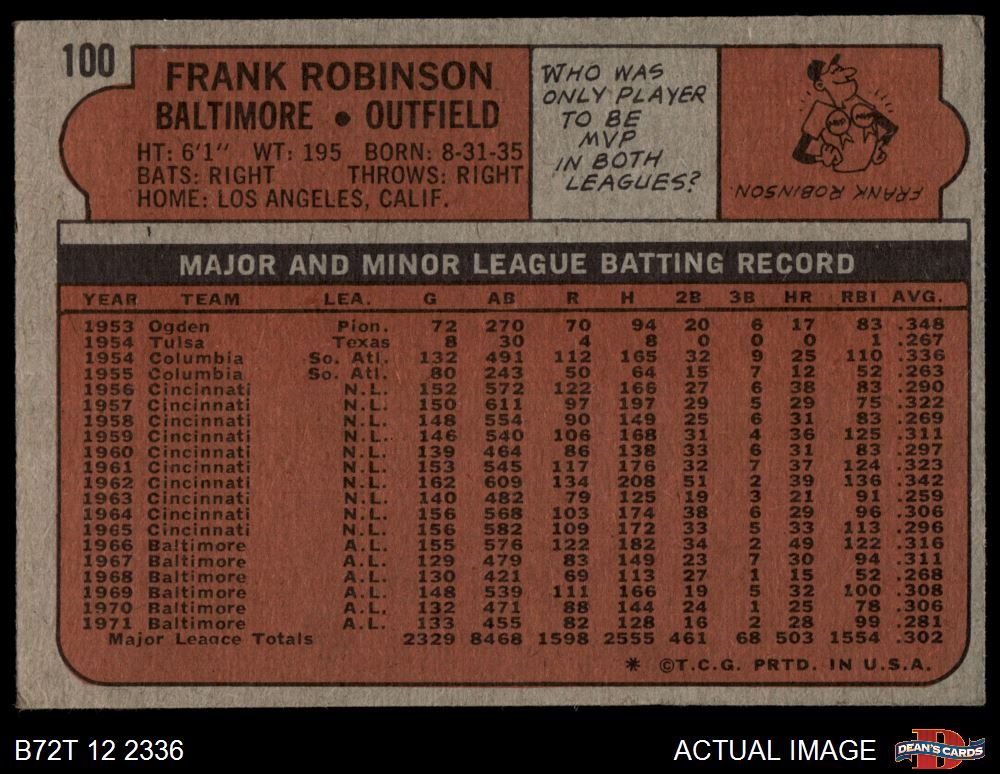 100
FRANK ROBINSON
BALTIMORE • OUTFIELD
HT: 6'1" WT: 195 BORN: 8-31-35
BATS: RIGHT THROWS: RIGHT
HOME: LOS ANGELES, CALIF.
WHO WAS
ONLY PLAYER
TO BE
MVP
IN BOTH
LEAGUES?
FRANK ROBINSON
MAJOR AND MINOR LEAGUE BATTING RECORD
YEAR TEAM LEA. G AB R H 2B 3B HR RBI AVG.
1953 Ogden Pion. 72 270 70 94 20 6 17 83 .348
1954 Tulsa Texas 8 30 4 8 0 0 0 1 .267
1954 Columbia So. Atl. 132 491 112 165 32 9 25 110 .336
1955 Columbia So. Atl. 80 243 50 64 15 7 12 52 .263
1956 Cincinnati N.L. 152 572 122 166 27 6 38 83 .290
1957 Cincinnati N.L. 150 611 97 197 29 5 29 75 .322
1958 Cincinnati N.L. 148 554 90 149 25 6 31 83 .269
1959 Cincinnati N.L. 146 540 106 168 31 4 36 125 .311
1960 Cincinnati N.L. 139 464 86 138 33 6 31 83 .297
1961 Cincinnati N.L. 153 545 117 176 32 7 37 124 .323
1962 Cincinnati N.L. 162 609 134 208 51 2 39 136 .342
1963 Cincinnati N.L. 140 482 79 125 19 3 21 91 .259
1964 Cincinnati N.L. 156 568 103 174 38 6 29 96 .306
1965 Cincinnati N.L. 156 582 109 172 33 5 33 113 .296
1966 Baltimore A.L. 155 576 122 182 34 2 49 122 .316
1967 Baltimore A.L. 129 479 83 149 23 7 30 94 .311
1968 Baltimore A.L. 130 421 69 113 27 1 15 52 .268
1969 Baltimore A.L. 148 539 111 166 19 5 32 100 .308
1970 Baltimore A.L. 132 471 88 144 24 1 25 78 .306
1971 Baltimore A.L. 133 455 82 128 16 2 28 99 .281
Major League Totals 2329 8468 1598 2555 461 68 503 1554 .302
* ©T.C.G. PRTD. IN U.S.A.
B72T 12 2336
ACTUAL IMAGE
DEAN'S CARDS